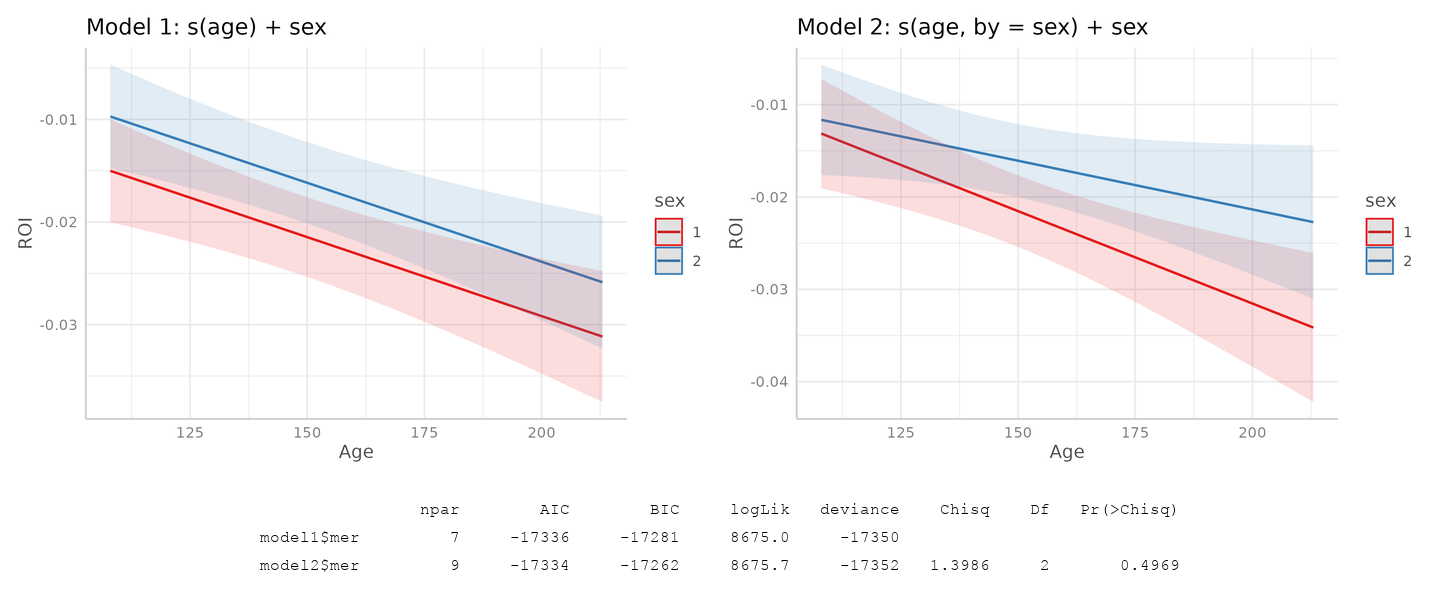 Model 1: s(age) + sex
-0.01
-0.02
-0.03
ROI
125 150 175 200
Age
sex
1
2
Model 2: s(age, by = sex) + sex
-0.01
-0.02
-0.03
-0.04
ROI
125 150 175 200
Age
sex
1
2
npar AIC BIC logLik deviance Chisq Df Pr(>Chisq)
model1$mer 7 -17336 -17281 8675.0 -17350
model2$mer 9 -17334 -17262 8675.7 -17352 1.3986 2 0.4969